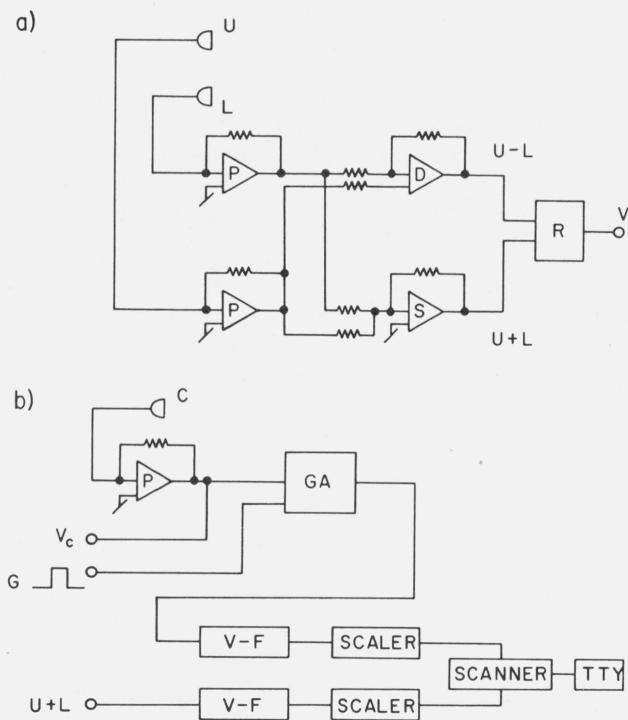 a)
U
L
P
D
U-L
R
V
P
S
U+L
b)
C
P
GA
Vc
G
V-F
SCALER
SCANNER
TTY
U+L
V-F
SCALER